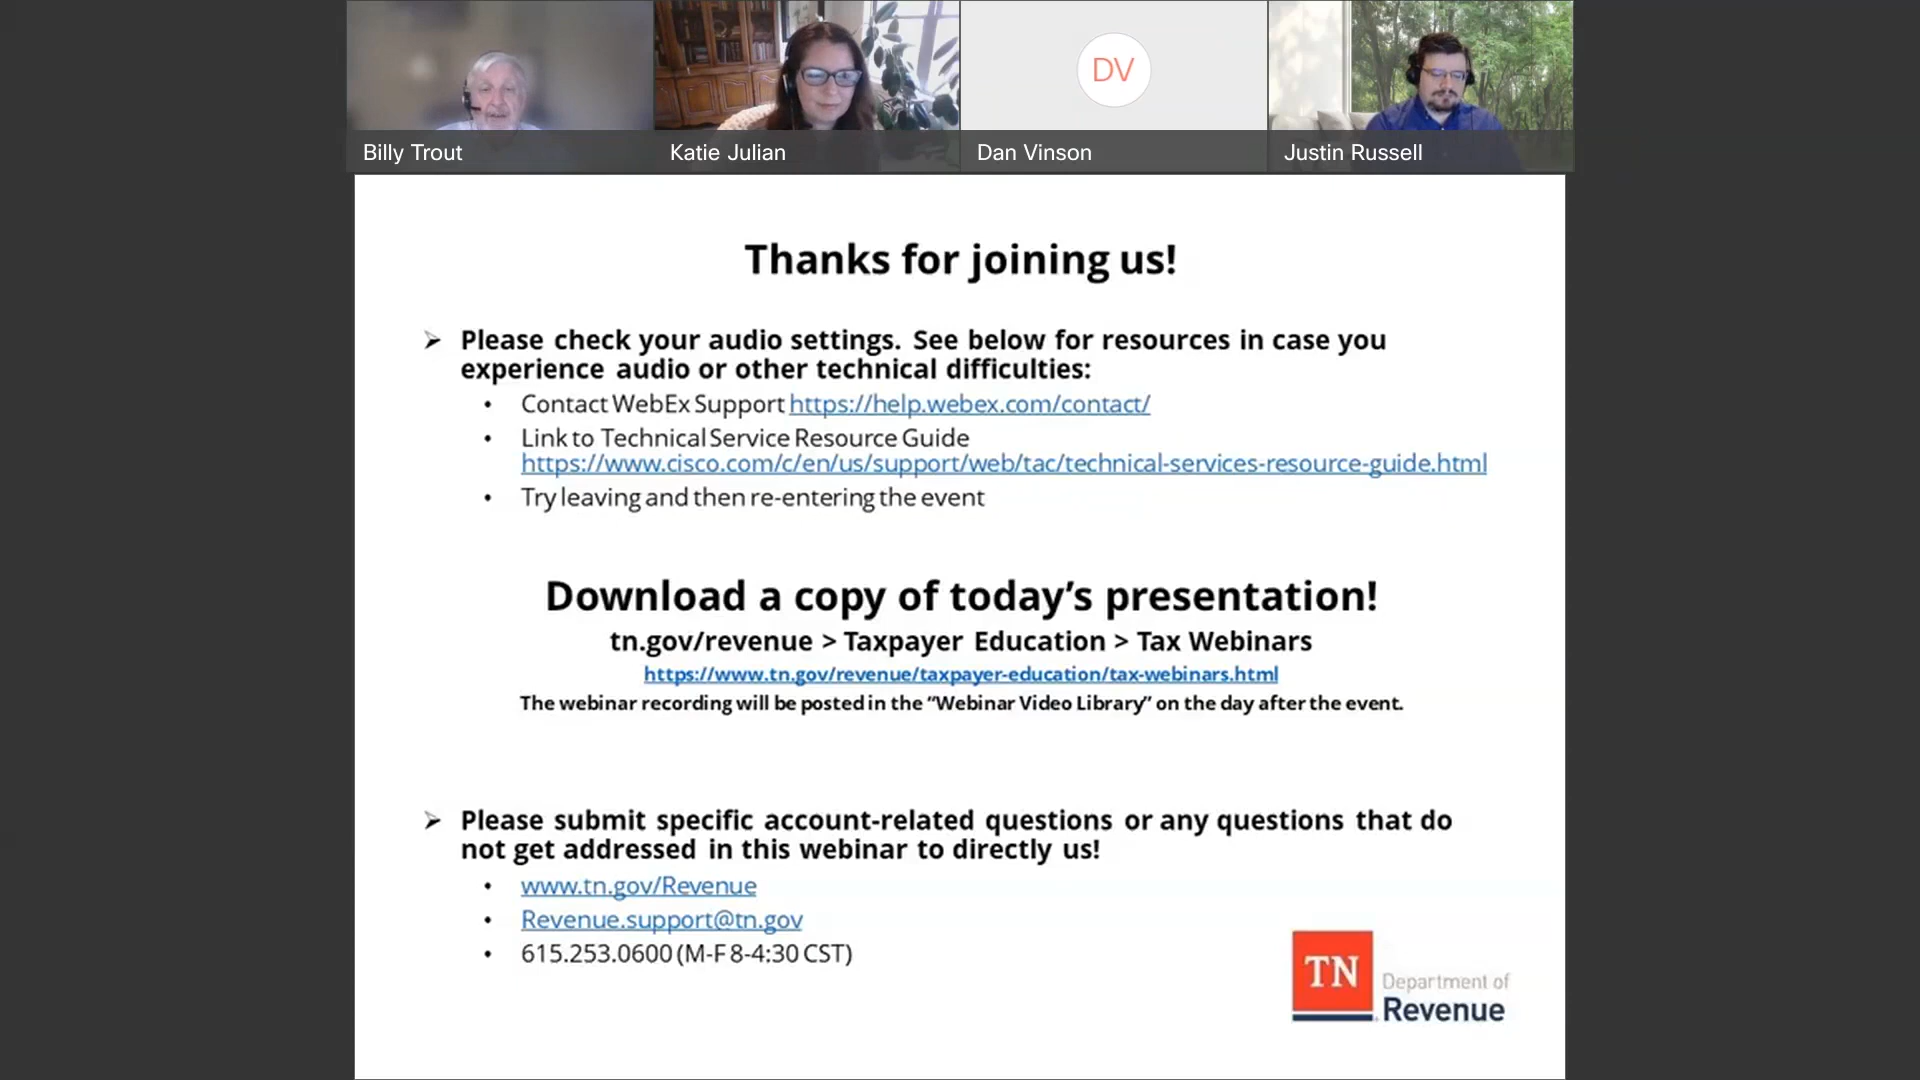 DV
Billy Trout
Katie Julian
Dan Vinson
Justin Russell
Thanks for joining us!
Please check your audio settings. See below for resources in case you
experience audio or other technical difficulties:
Contact WebEx Support https://help.webex.com/contact/
Link to Technical Service Resource Guide
https://www.cisco.com/c/en/us/support/web/tac/technical-services-resource-guide.html
Try leaving and then re-entering the event
Download a copy of today’s presentation!
tn.gov/revenue > Taxpayer Education > Tax Webinars
https://www.tn.gov/revenue/taxpayer-education/tax-webinars.html
The webinar recording will be posted in the “Webinar Video Library” on the day after the event.
Please submit specific account-related questions or any questions that do
not get addressed in this webinar to directly us!
www.tn.gov/Revenue
Revenue.support@tn.gov
615.253.0600 (M-F 8-4:30 CST)
TN
Department of
Revenue